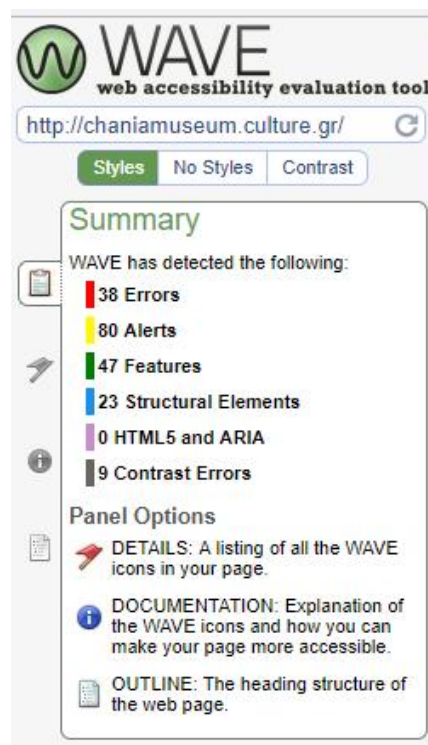 WAVE
web accessibility evaluation tool
http://chaniamuseum.culture.gr/
Styles No Styles Contrast
Summary
WAVE has detected the following:
38 Errors
80 Alerts
47 Features
23 Structural Elements
0 HTML5 and ARIA
9 Contrast Errors
Panel Options
DETAILS: A listing of all the WAVE
icons in your page.
DOCUMENTATION: Explanation of
the WAVE icons and how you can
make your page more accessible.
OUTLINE: The heading structure of
the web page.